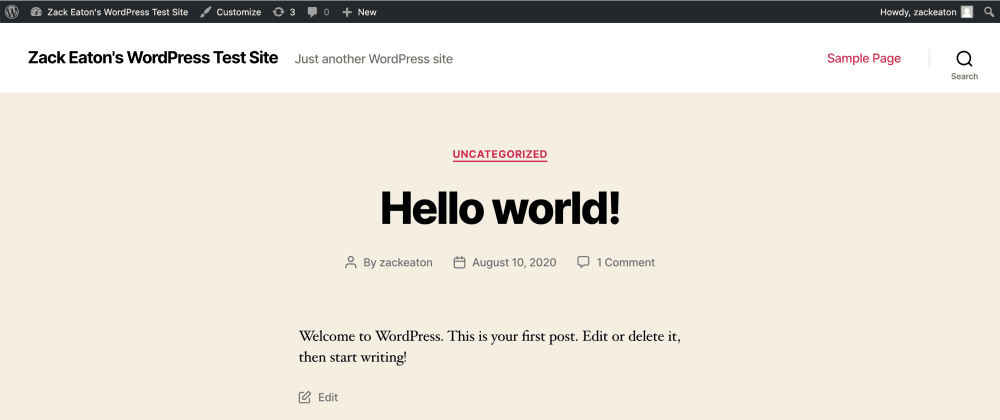 Zack Eaton's WordPress Test Site Customize 3 0 New Howdy, zackeaton
Zack Eaton's WordPress Test Site Just another WordPress site Sample Page
Search
UNCATEGORIZED
Hello world!
By zackeaton August 10, 2020 1 Comment
Welcome to WordPress. This is your first post. Edit or delete it,
then start writing!
Edit